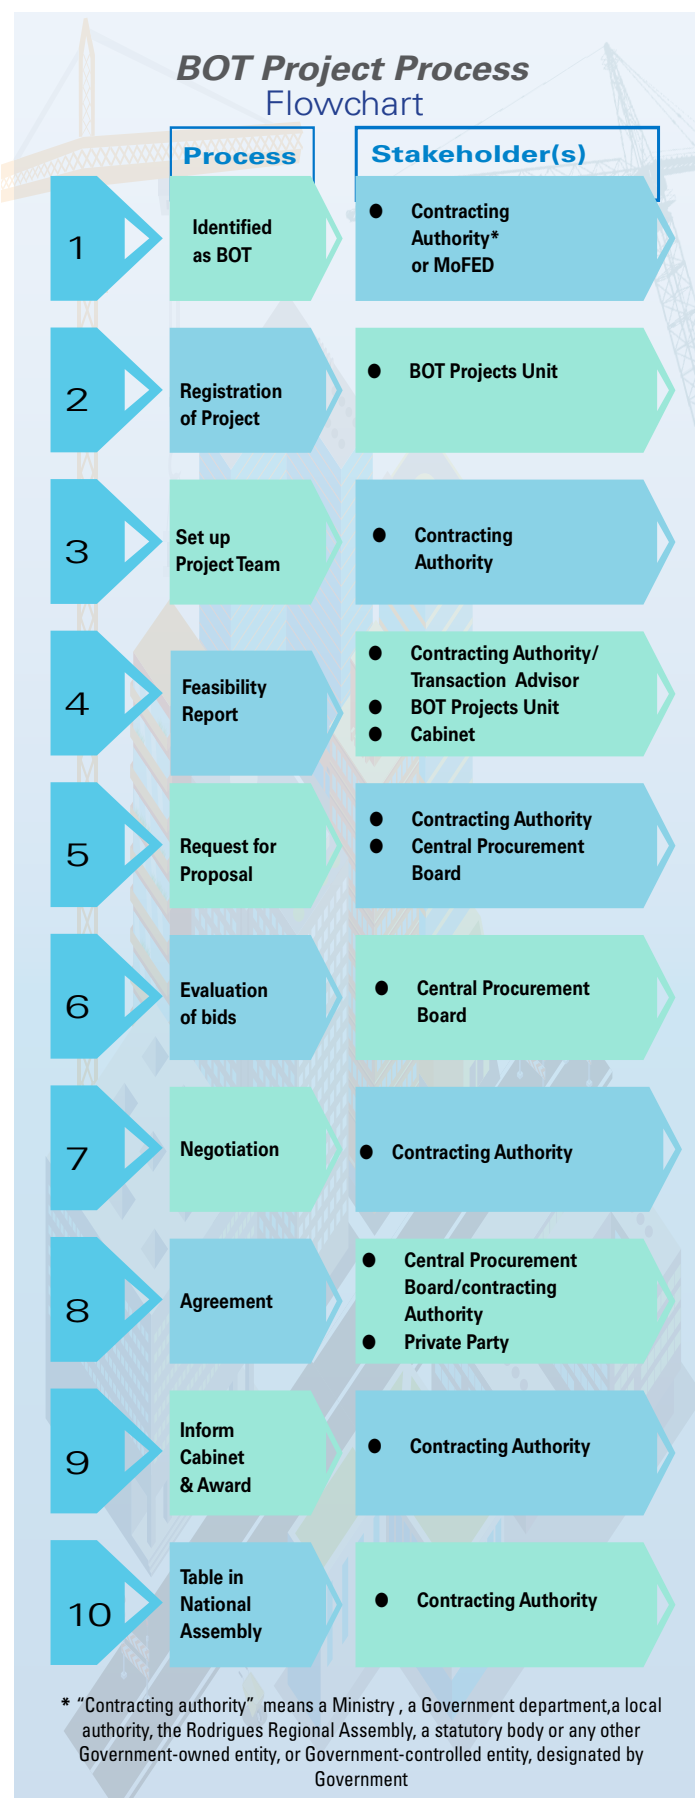 BOT Project Process
Flowchart
Process
Stakeholder(s)
1
Identified
as BOT
● Contracting
Authority*
or MoFED
2
Registration
of Project
● BOT Projects Unit
3
Set up
Project Team
● Contracting
Authority
4
Feasibility
Report
● Contracting Authority/
Transaction Advisor
● BOT Projects Unit
● Cabinet
5
Request for
Proposal
● Contracting Authority
● Central Procurement
Board
6
Evaluation
of bids
● Central Procurement
Board
7
Negotiation
● Contracting Authority
8
Agreement
● Central Procurement
Board/contracting
Authority
● Private Party
9
Inform
Cabinet
& Award
● Contracting Authority
10
Table in
National
Assembly
● Contracting Authority
* “Contracting authority” means a Ministry , a Government department,a local
authority, the Rodrigues Regional Assembly, a statutory body or any other
Government-owned entity, or Government-controlled entity, designated by
Government